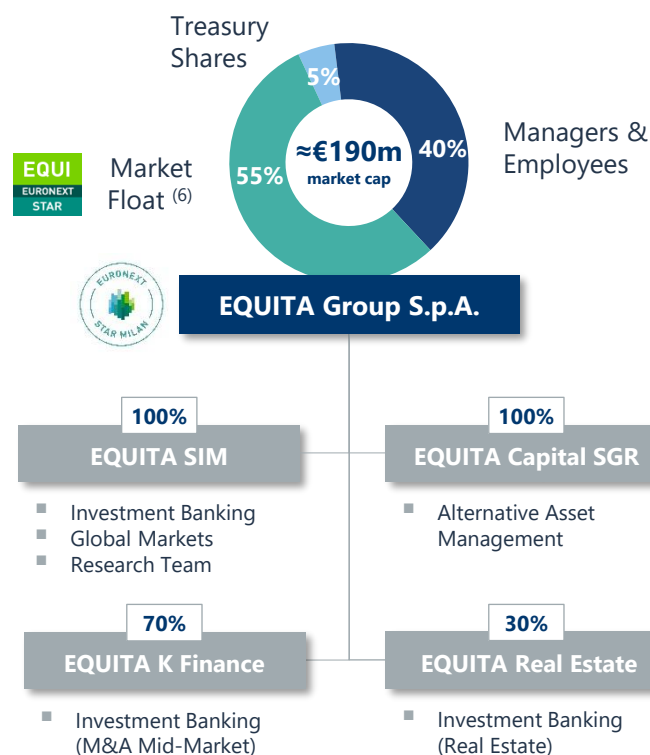 Treasury
Shares
5%
≈€190m
market cap
40%
Managers &
Employees
55%
Market
Float (6)
EQUI
EURONEXT
STAR
EURONEXT
STAR MILAN
EQUITA Group S.p.A.
100%
EQUITA SIM
Investment Banking
Global Markets
Research Team
100%
EQUITA Capital SGR
Alternative Asset
Management
70%
EQUITA K Finance
Investment Banking
(M&A Mid-Market)
30%
EQUITA Real Estate
Investment Banking
(Real Estate)